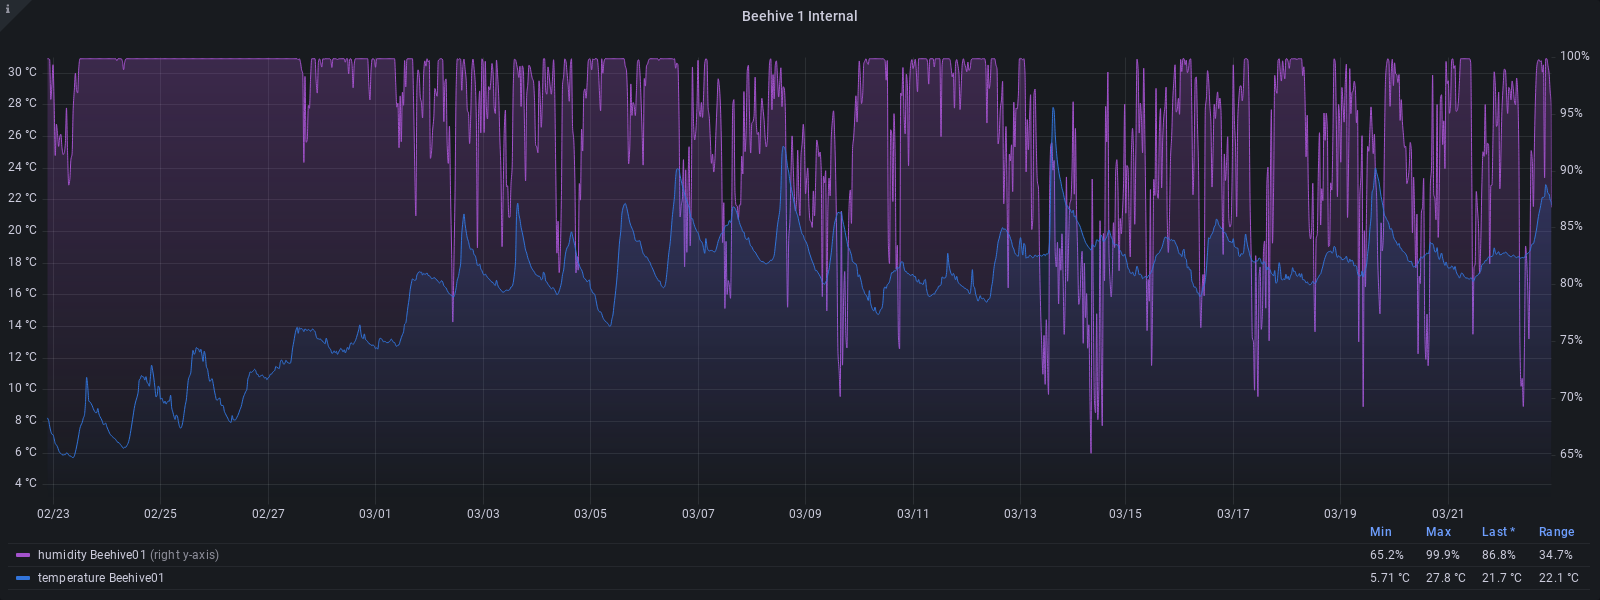 i
Beehive 1 Internal
30 °C
28 °C
26 °C
24 °C
22 °C
20 °C
18 °C
16 °C
14 °C
12 °C
10 °C
8 °C
6 °C
4 °C
100%
95%
90%
85%
80%
75%
70%
65%
02/23 02/25 02/27 03/01 03/03 03/05 03/07 03/09 03/11 03/13 03/15 03/17 03/19 03/21
Min Max Last * Range
humidity Beehive01 (right y-axis) 65.2% 99.9% 86.8% 34.7%
temperature Beehive01 5.71 °C 27.8 °C 21.7 °C 22.1 °C